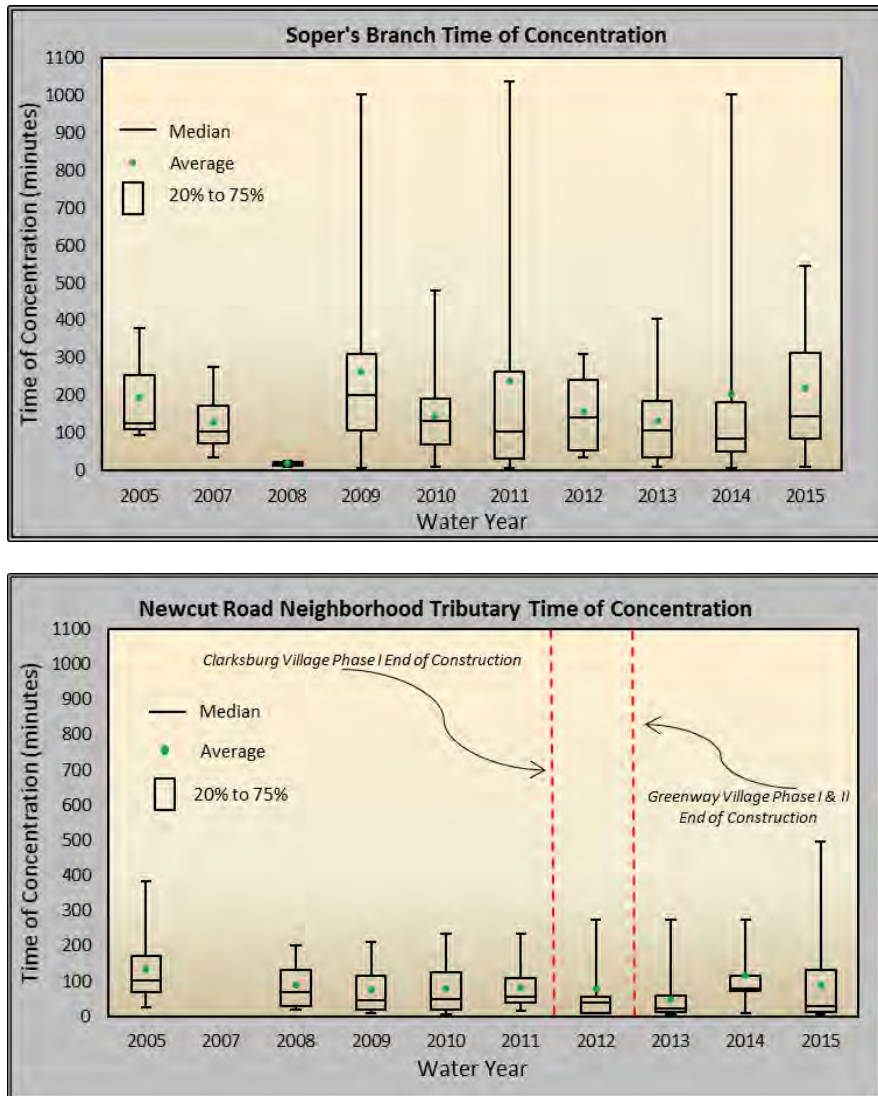 Soper's Branch Time of Concentration
Time of Concentration (minutes)
1100
1000
900
800
700
600
500
400
300
200
100
0
Median
Average
20% to 75%
2005 2007 2008 2009 2010 2011 2012 2013 2014 2015
Water Year
Newcut Road Neighborhood Tributary Time of Concentration
Time of Concentration (minutes)
1100
1000
900
800
700
600
500
400
300
200
100
0
Clarksburg Village Phase I End of Construction
Median
Average
20% to 75%
Greenway Village Phase I & II
End of Construction
2005 2007 2008 2009 2010 2011 2012 2013 2014 2015
Water Year